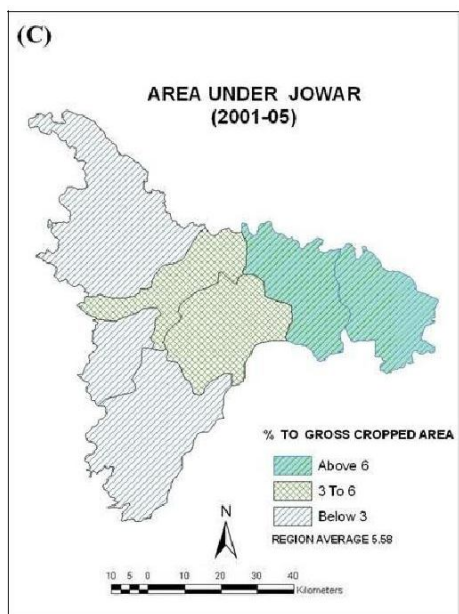 (C)
AREA UNDER JOWAR
(2001-05)
% TO GROSS CROPPED AREA
Above 6
3 To 6
Below 3
REGION AVERAGE 5.58
N
10 5 0 10 20 30 40
Kilometers